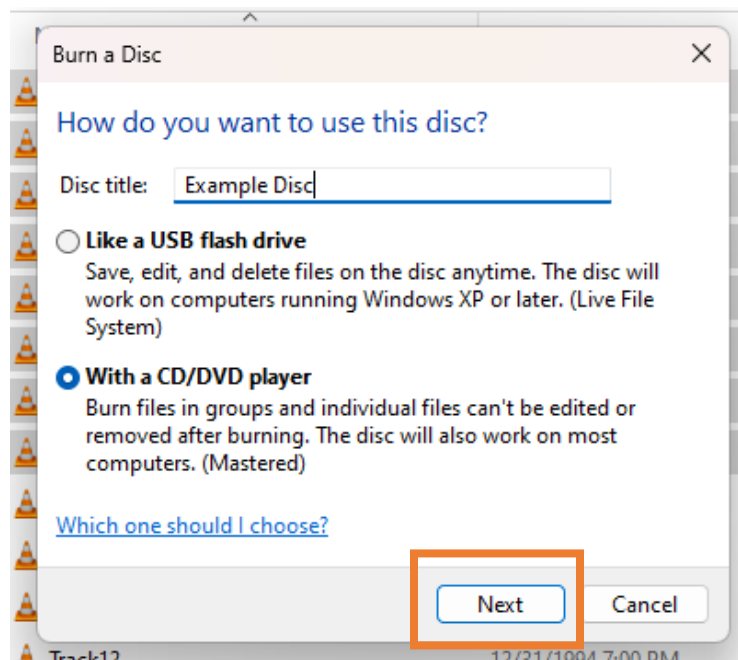 Burn a Disc
How do you want to use this disc?
Disc title: Example Disc
Like a USB flash drive
Save, edit, and delete files on the disc anytime. The disc will
work on computers running Windows XP or later. (Live File
System)
With a CD/DVD player
Burn files in groups and individual files can't be edited or
removed after burning. The disc will also work on most
computers. (Mastered)
Which one should I choose?
Next Cancel
Track12 12/31/1994 7:00 PM